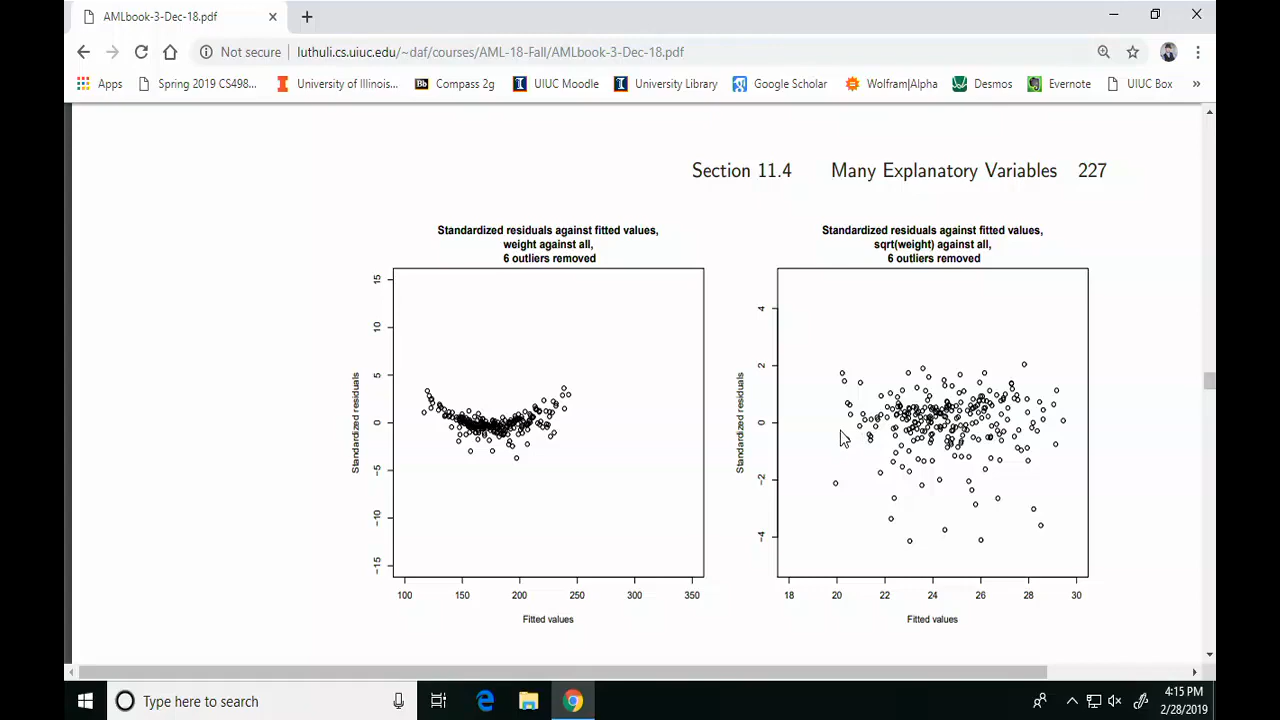 AMLbook-3-Dec-18.pdf
Not secure luthuli.cs.uiuc.edu/~daf/courses/AML-18-Fall/AMLbook-3-Dec-18.pdf
Apps Spring 2019 CS498... University of Illinois... Bb Compass 2g UIUC Moodle University Library Google Scholar Wolfram|Alpha Desmos Evernote UIUC Box »
Section 11.4 Many Explanatory Variables 227
Standardized residuals against fitted values,
weight against all,
6 outliers removed
Standardized residuals
15
10
5
0
−5
−10
−15
100 150 200 250 300 350
Fitted values
Standardized residuals against fitted values,
sqrt(weight) against all,
6 outliers removed
Standardized residuals
4
2
0
−2
−4
18 20 22 24 26 28 30
Fitted values
Type here to search
4:15 PM
2/28/2019